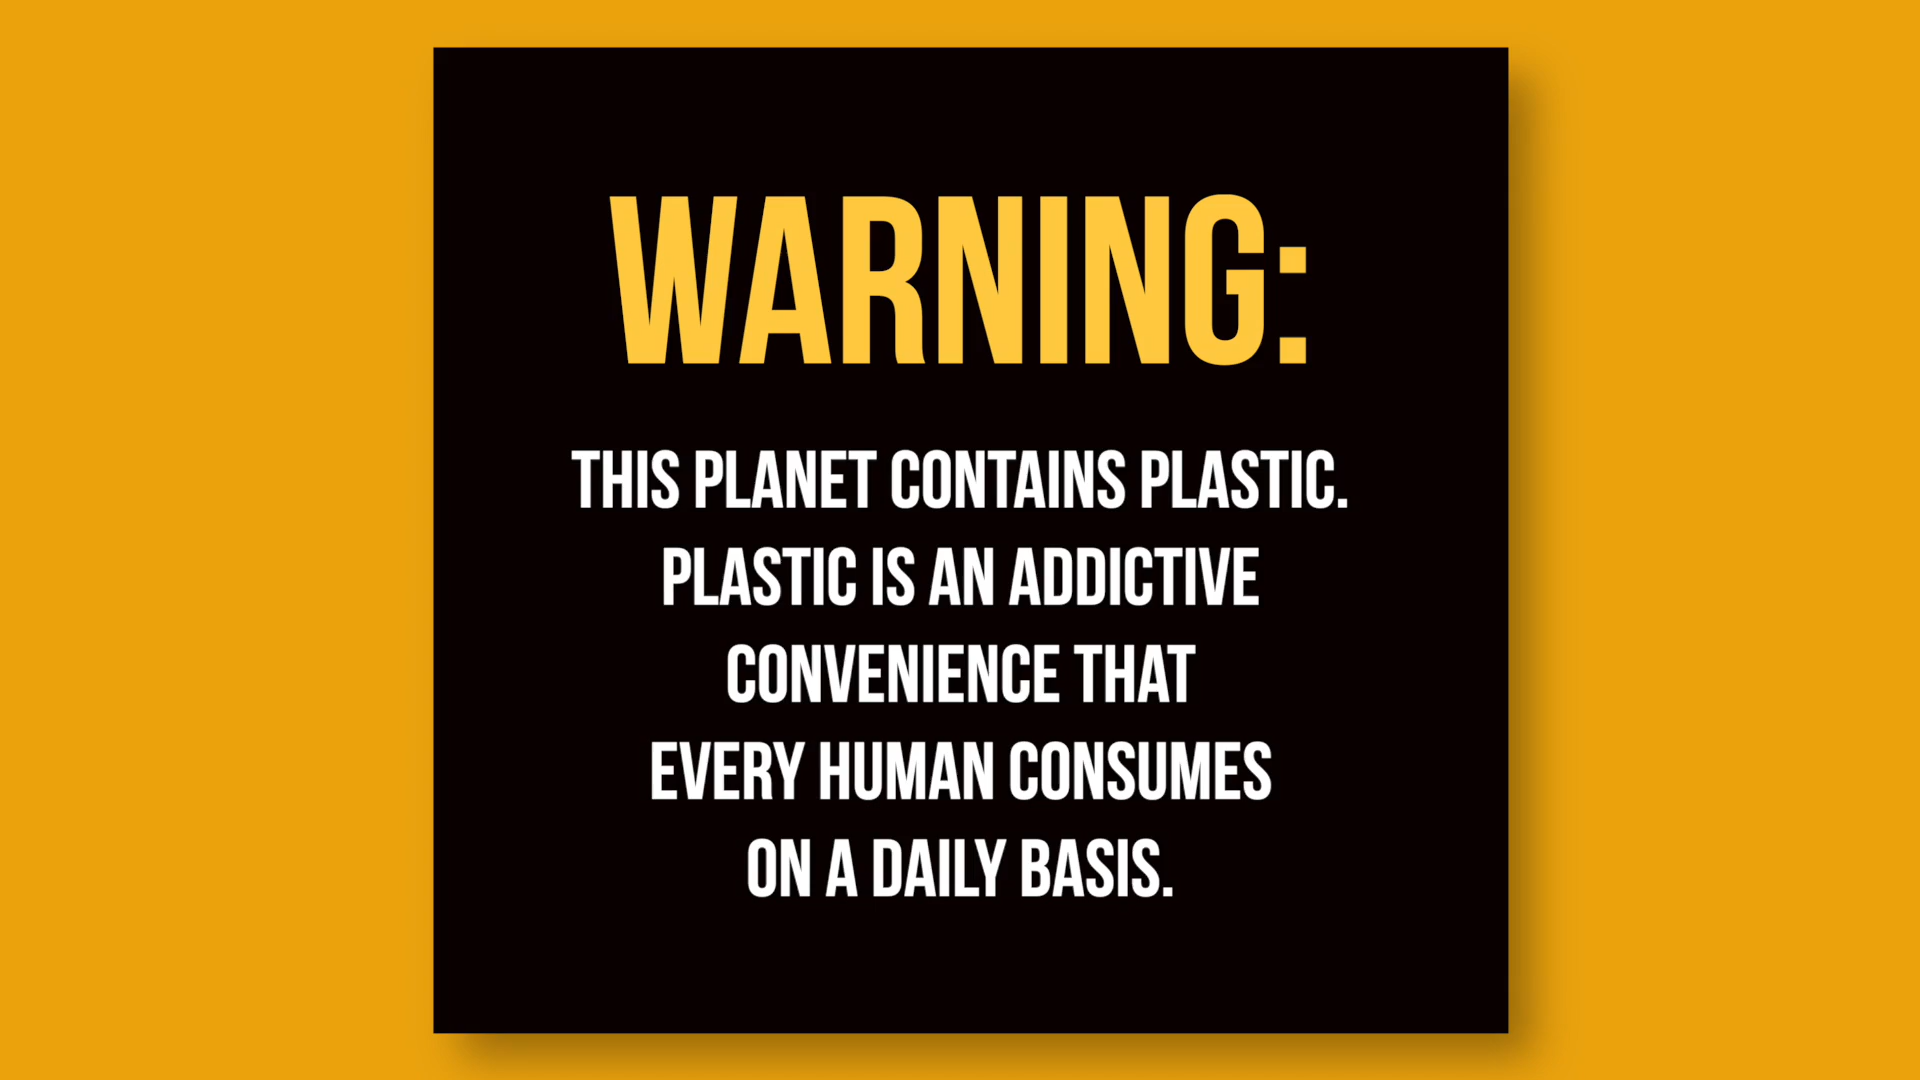 WARNING:
THIS PLANET CONTAINS PLASTIC.
PLASTIC IS AN ADDICTIVE
CONVENIENCE THAT
EVERY HUMAN CONSUMES
ON A DAILY BASIS.